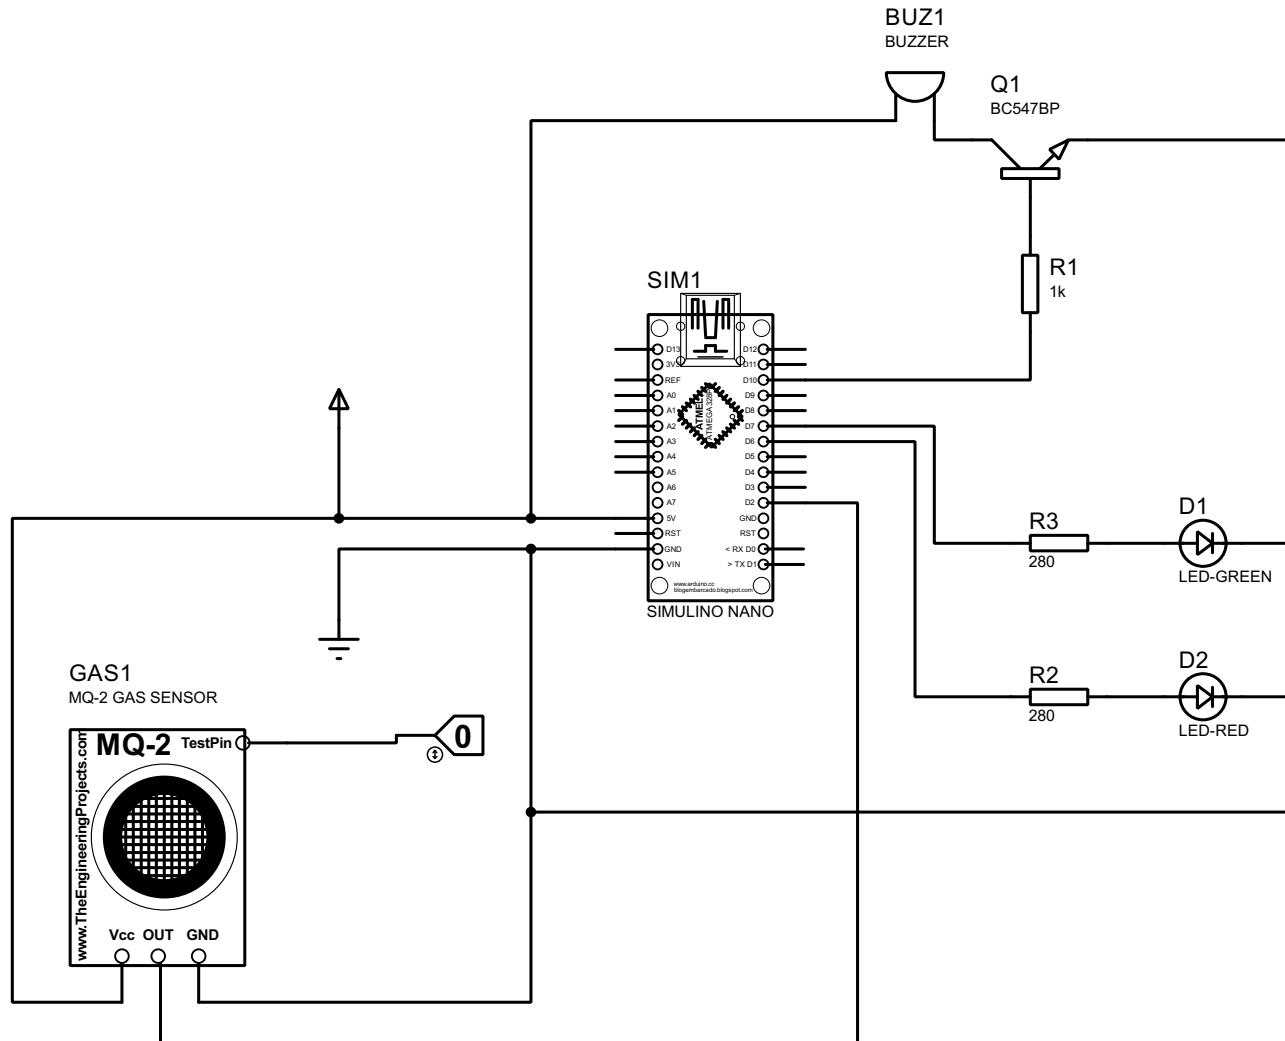 BUZ1
BUZZER
Q1
BC547BP
R1
1k
SIM1
D13
3V3
REF
A0
A1
A2
A3
A4
A5
A6
A7
5V
RST
GND
VIN
ATMEL
ATMEGA328P
D12
D11
D10
D9
D8
D7
D6
D5
D4
D3
D2
GND
RST
< RX D0
> TX D1
www.arduino.cc
blogembarcado.blogspot.com
SIMULINO NANO
R3
280
D1
LED-GREEN
R2
280
D2
LED-RED
GAS1
MQ-2 GAS SENSOR
www.TheEngineeringProjects.com
MQ-2
TestPin
0
Vcc OUT GND